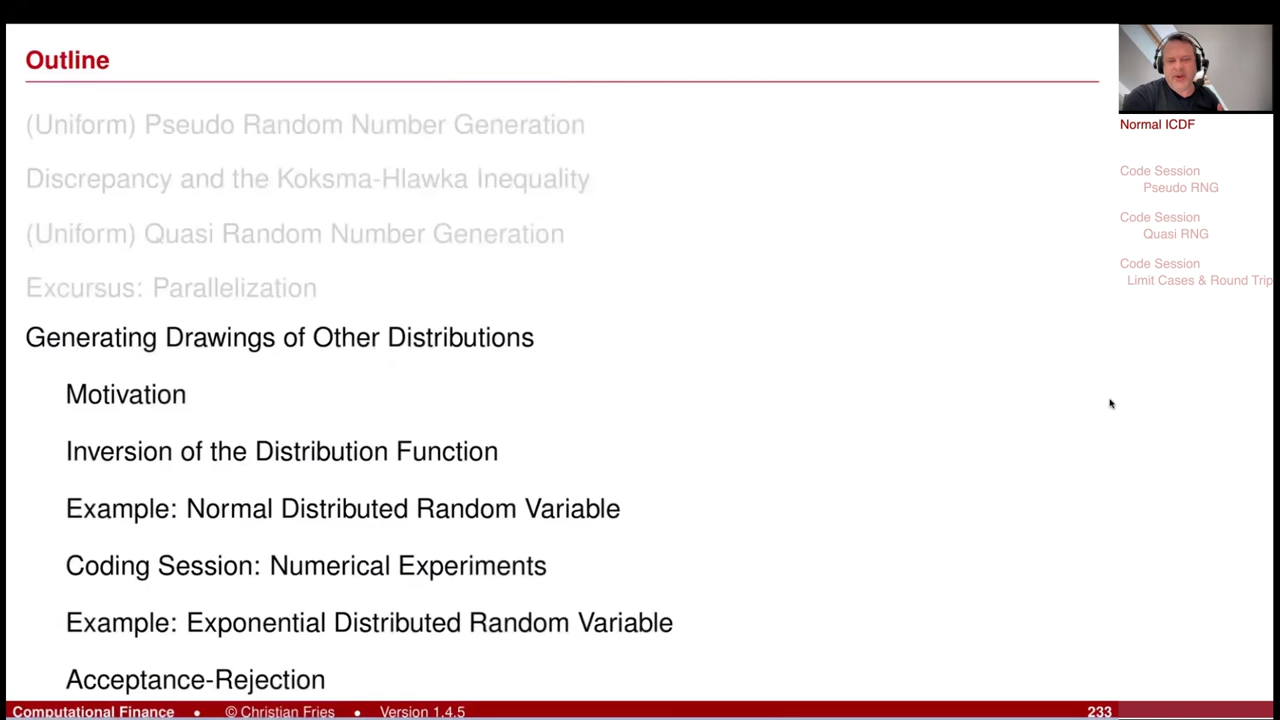 Outline
(Uniform) Pseudo Random Number Generation
Discrepancy and the Koksma-Hlawka Inequality
(Uniform) Quasi Random Number Generation
Excursus: Parallelization
Generating Drawings of Other Distributions
Motivation
Inversion of the Distribution Function
Example: Normal Distributed Random Variable
Coding Session: Numerical Experiments
Example: Exponential Distributed Random Variable
Acceptance-Rejection
Normal ICDF
Code Session
Pseudo RNG
Code Session
Quasi RNG
Code Session
Limit Cases & Round Trip
Computational Finance • © Christian Fries • Version 1.4.5 233